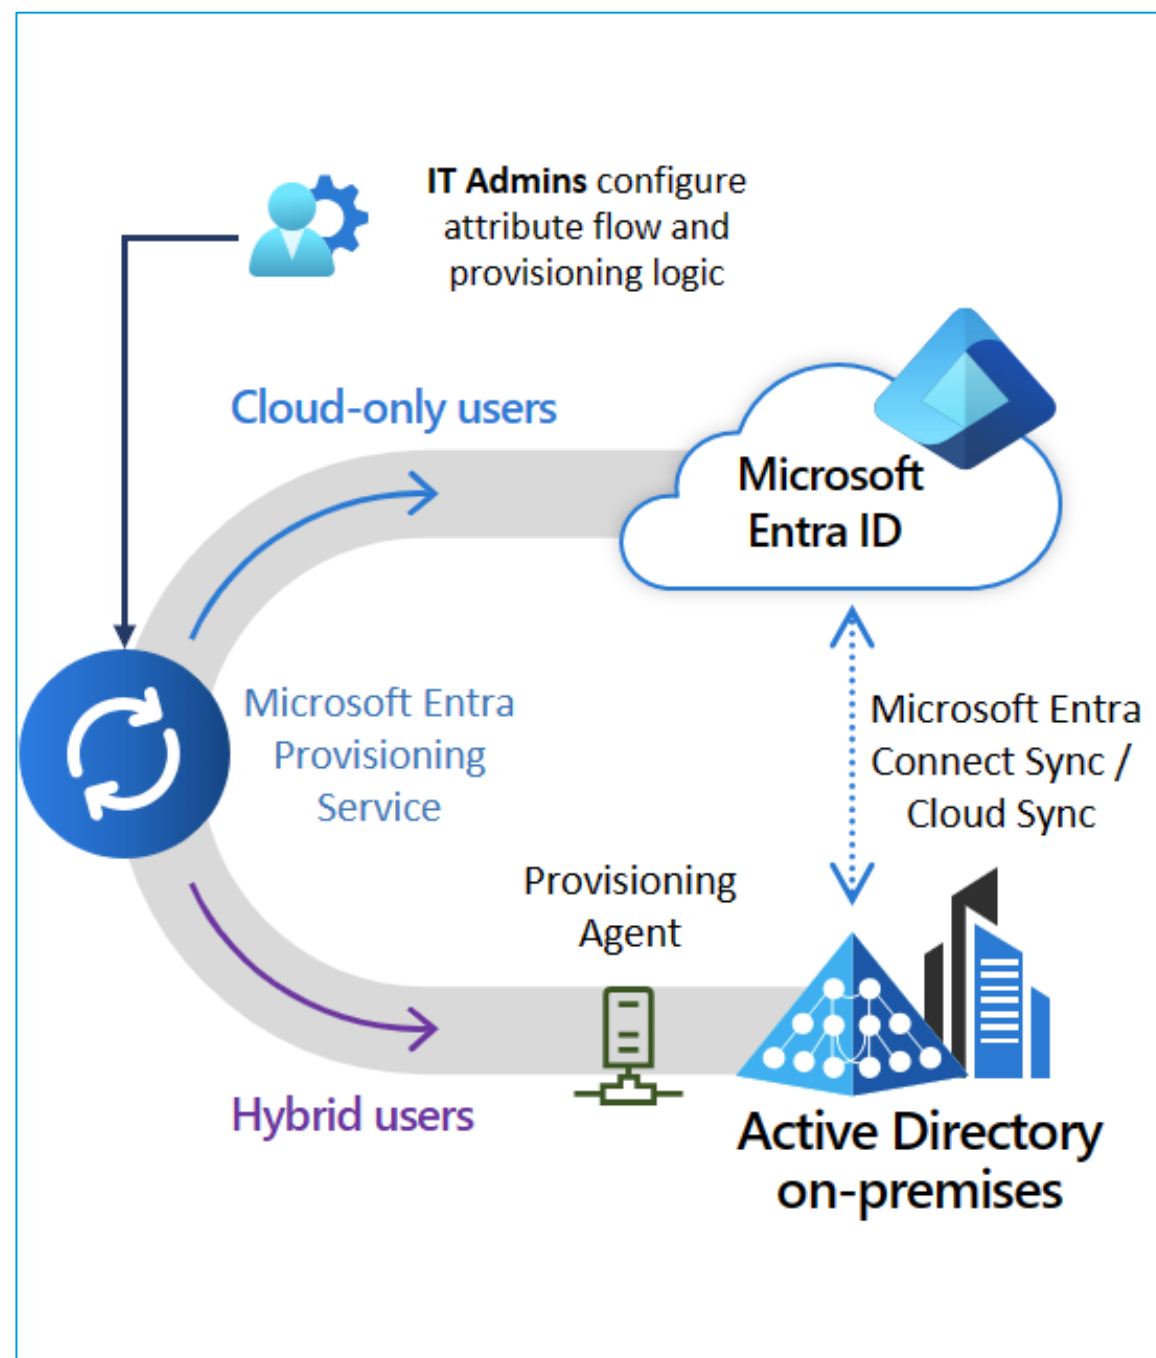 IT Admins configure
attribute flow and
provisioning logic
Cloud-only users
Microsoft
Entra ID
Microsoft Entra
Provisioning
Service
Microsoft Entra
Connect Sync /
Cloud Sync
Provisioning
Agent
Hybrid users
Active Directory
on-premises